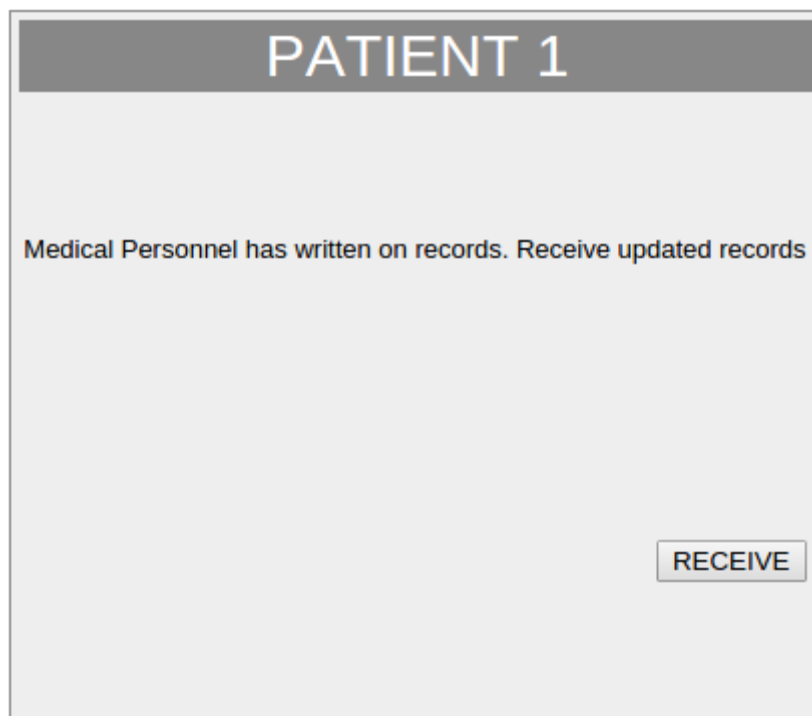 PATIENT 1
Medical Personnel has written on records. Receive updated records
RECEIVE